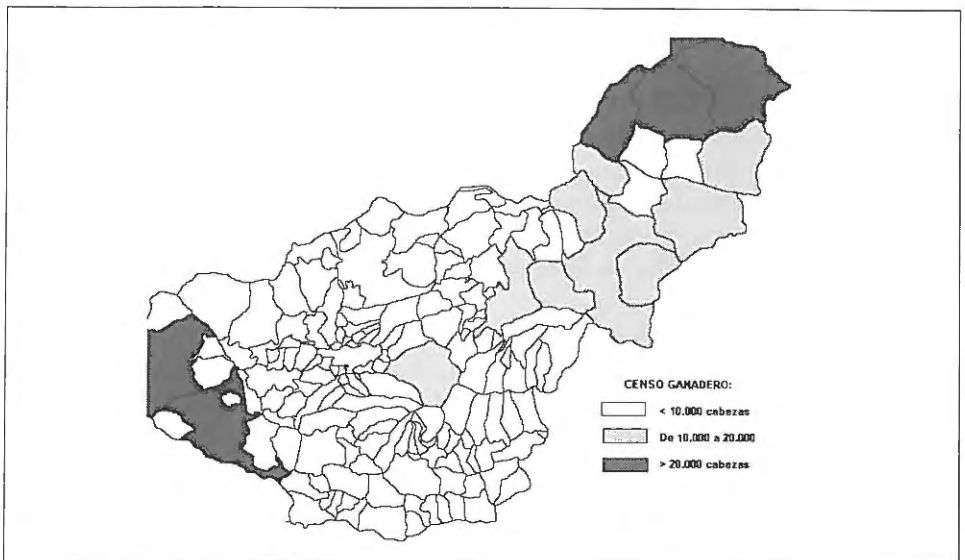 CENSO GANADERO:
< 10.000 cabezas
De 10.000 a 20.000
> 20.000 cabezas